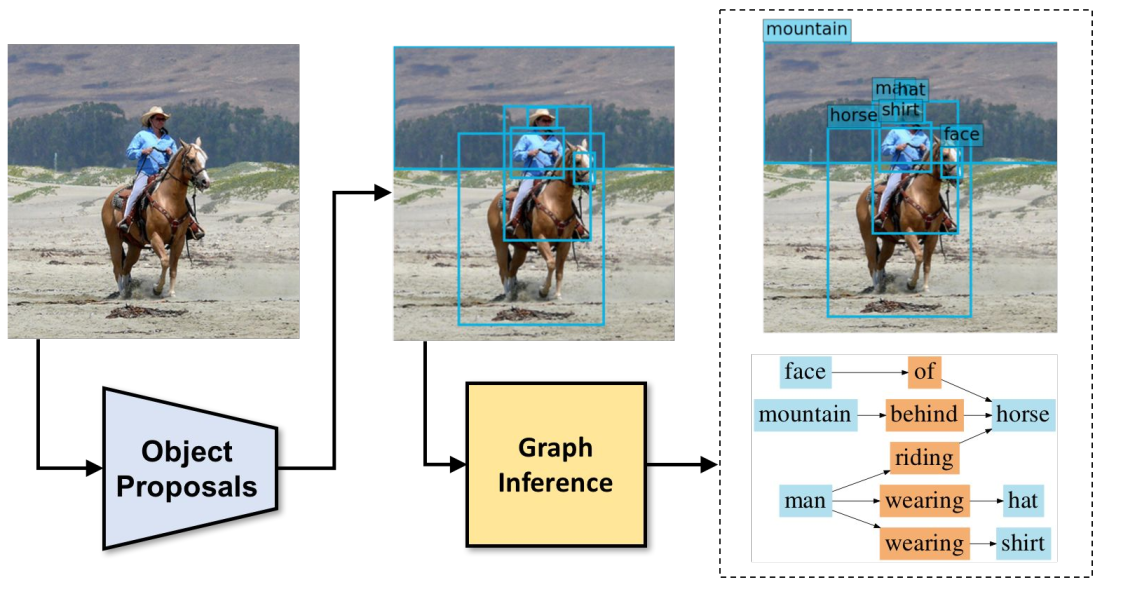 Object
Proposals
Graph
Inference
mountain
man
hat
horse
shirt
face
face of
mountain behind horse
riding
man wearing hat
wearing shirt